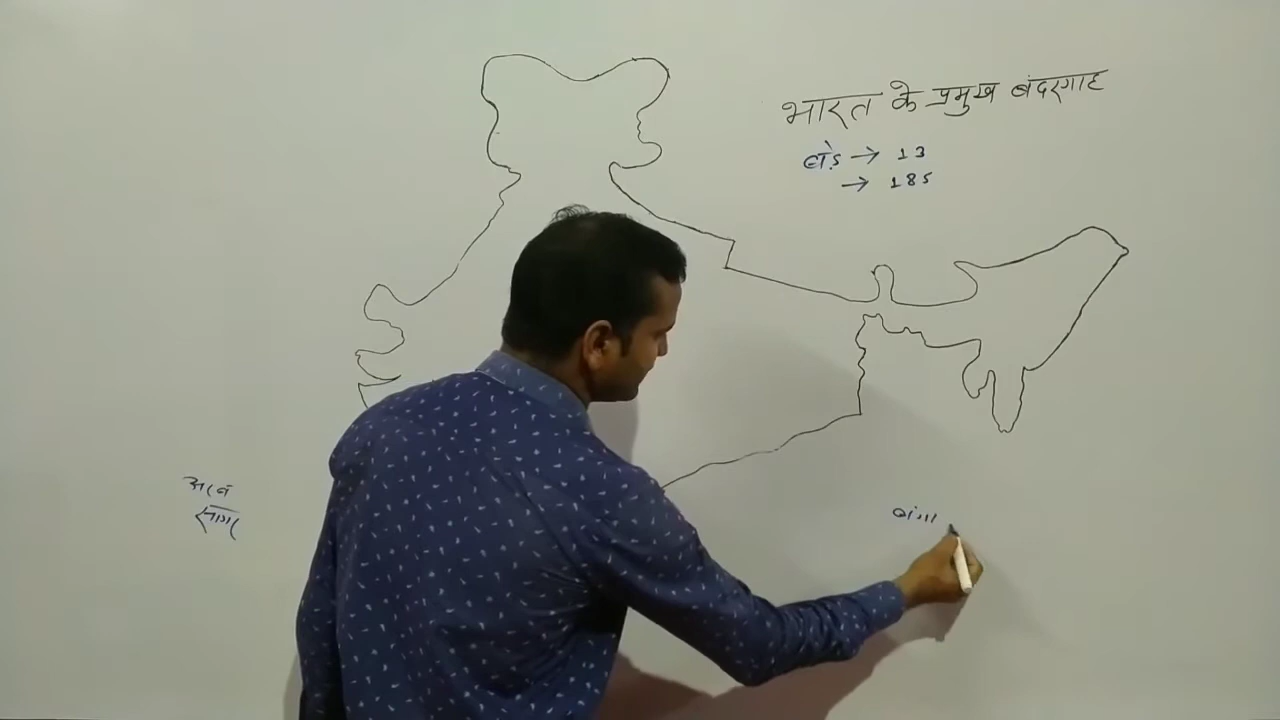 भारत के प्रमुख बंदरगाह
बड़े → 13
→ 185
अरब
सागर
बंगा